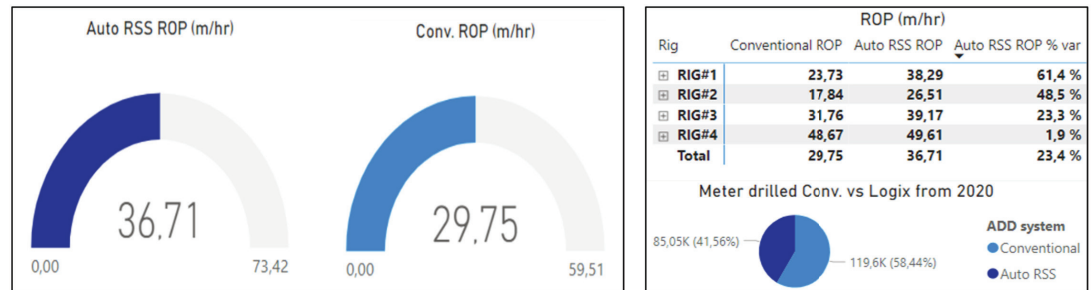 Auto RSS ROP (m/hr)
36,71
0,00
73,42
Conv. ROP (m/hr)
29,75
0,00
59,51
ROP (m/hr)
Rig Conventional ROP Auto RSS ROP Auto RSS ROP % var
RIG#1 23,73 38,29 61,4 %
RIG#2 17,84 26,51 48,5 %
RIG#3 31,76 39,17 23,3 %
RIG#4 48,67 49,61 1,9 %
Total 29,75 36,71 23,4 %
Meter drilled Conv. vs Logix from 2020
85,05K (41,56%)
119,6K (58,44%)
ADD system
Conventional
Auto RSS